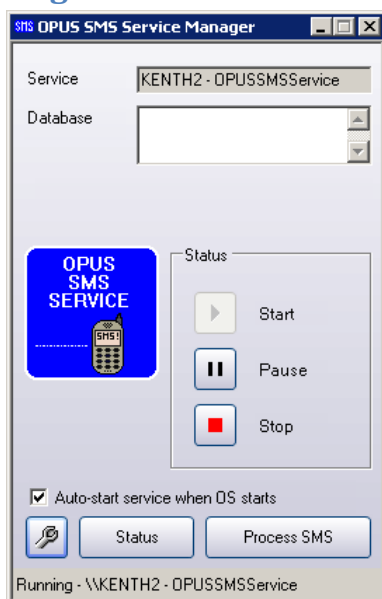 SMS OPUS SMS Service Manager
Service KENTH2 - OPUSSMSService
Database
OPUS
SMS
SERVICE
SMS!
Status
Start
Pause
Stop
Auto-start service when OS starts
Status Process SMS
Running - \\KENTH2 - OPUSSMSService